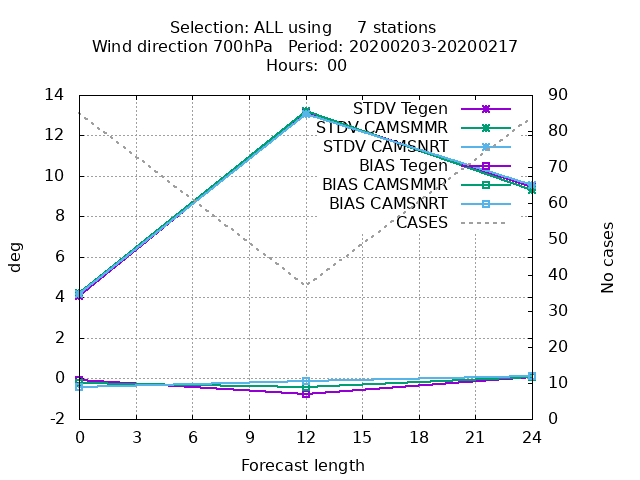 Selection: ALL using     7 stations
Wind direction 700hPa   Period: 20200203-20200217
Hours: 00
14
12
10
8
6
4
2
0
-2
deg
90
80
70
60
50
40
30
20
10
0
No cases
STDV Tegen
STDV CAMSMMR
STDV CAMSNRT
BIAS Tegen
BIAS CAMSMMR
BIAS CAMSNRT
CASES
0 3 6 9 12 15 18 21 24
Forecast length